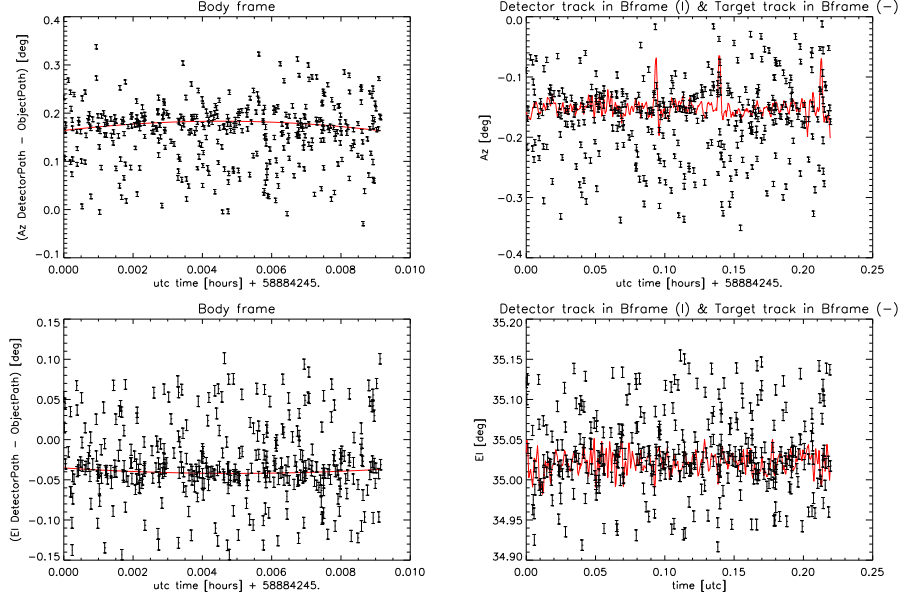 Body frame
(Az DetectorPath − ObjectPath) [deg]
0.4
0.3
0.2
0.1
0.0
−0.1
0.000 0.002 0.004 0.006 0.008 0.010
utc time [hours] + 58884245.
Detector track in Bframe (I) & Target track in Bframe (−)
Az [deg]
0.0
−0.1
−0.2
−0.3
−0.4
0.00 0.05 0.10 0.15 0.20 0.25
utc time [hours] + 58884245.
Body frame
(El DetectorPath − ObjectPath) [deg]
0.15
0.10
0.05
0.00
−0.05
−0.10
−0.15
0.000 0.002 0.004 0.006 0.008 0.010
utc time [hours] + 58884245.
Detector track in Bframe (I) & Target track in Bframe (−)
El [deg]
35.20
35.15
35.10
35.05
35.00
34.95
34.90
0.00 0.05 0.10 0.15 0.20 0.25
time [utc]